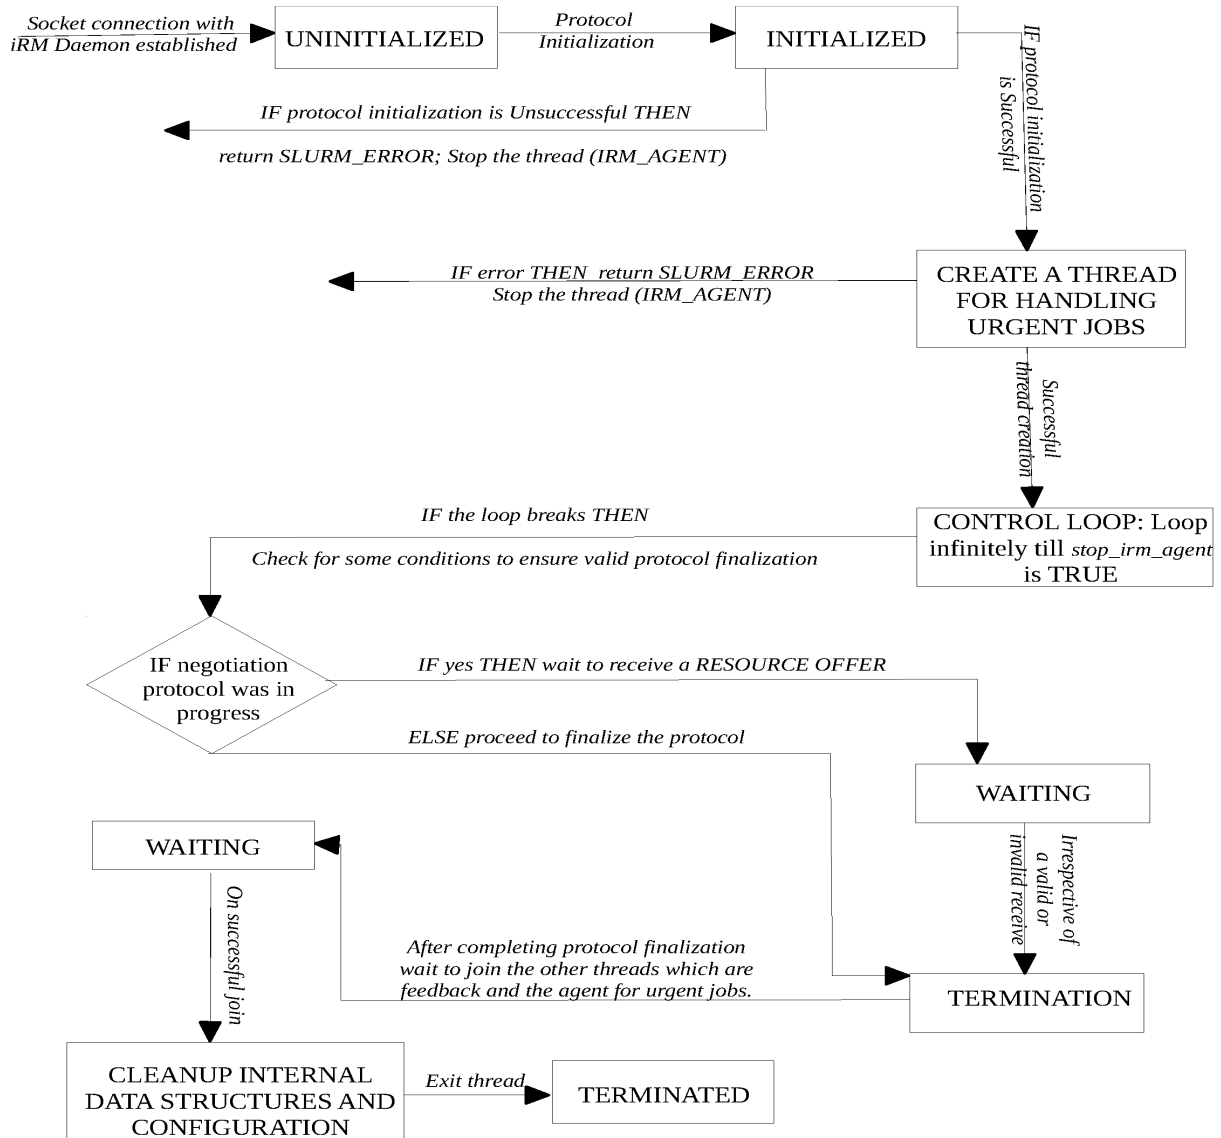 Socket connection with
iRM Daemon established
UNINITIALIZED
Protocol
Initialization
INITIALIZED
IF protocol initialization
is Successful
IF protocol initialization is Unsuccessful THEN
return SLURM_ERROR; Stop the thread (IRM_AGENT)
IF error THEN return SLURM_ERROR
Stop the thread (IRM_AGENT)
CREATE A THREAD
FOR HANDLING
URGENT JOBS
Successful
thread creation
IF the loop breaks THEN
Check for some conditions to ensure valid protocol finalization
CONTROL LOOP: Loop
infinitely till stop_irm_agent
is TRUE
IF negotiation
protocol was in
progress
IF yes THEN wait to receive a RESOURCE OFFER
ELSE proceed to finalize the protocol
WAITING
Irrespective of
a valid or
invalid receive
WAITING
On successful join
After completing protocol finalization
wait to join the other threads which are
feedback and the agent for urgent jobs.
TERMINATION
CLEANUP INTERNAL
DATA STRUCTURES AND
CONFIGURATION
Exit thread
TERMINATED